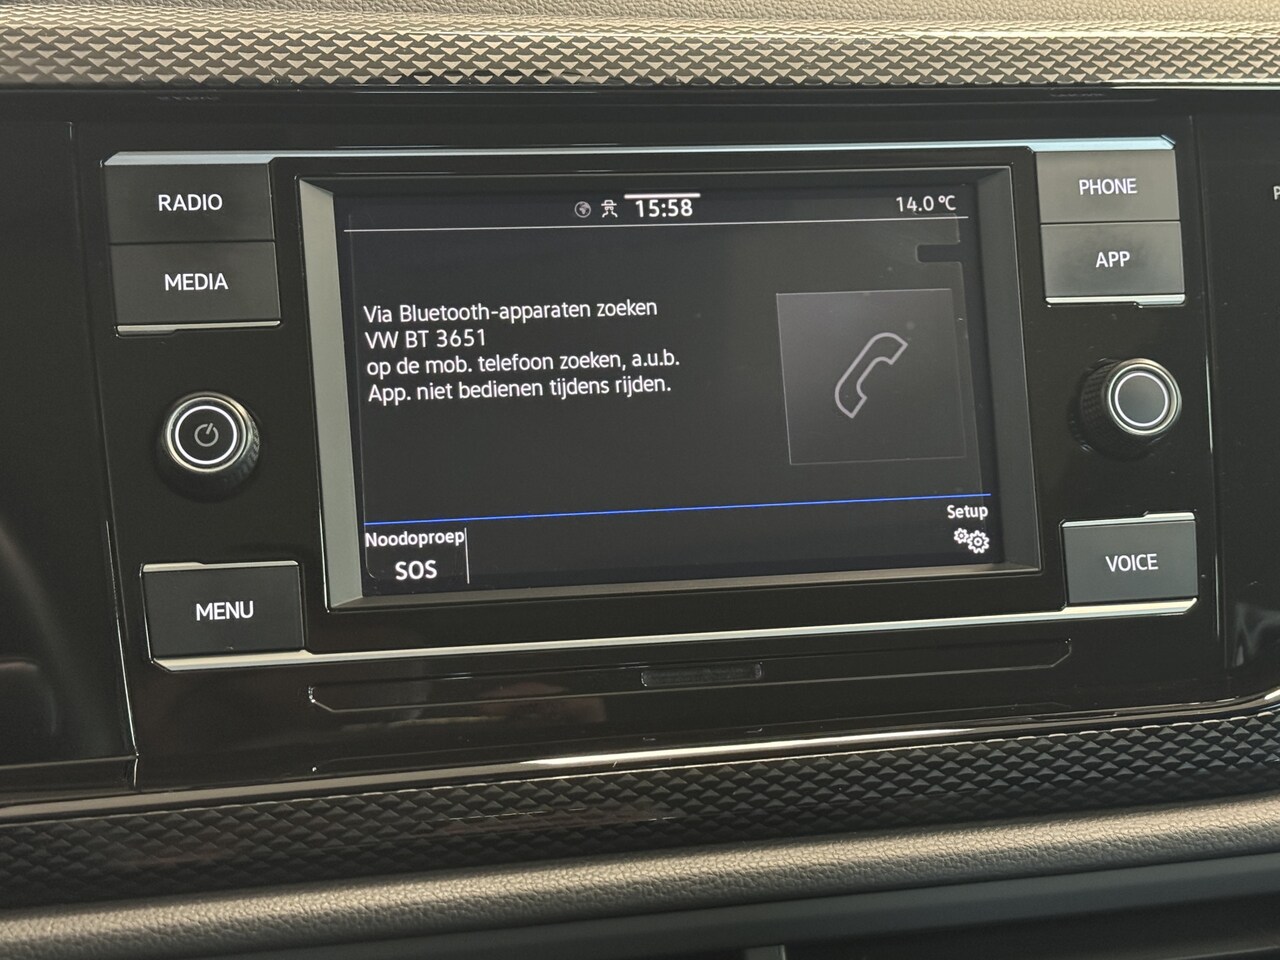 RADIO
MEDIA
MENU
15:58
14.0 °C
Via Bluetooth-apparaten zoeken
VW BT 3651
op de mob. telefoon zoeken, a.u.b.
App. niet bedienen tijdens rijden.
Noodoproep
SOS
Setup
PHONE
APP
VOICE